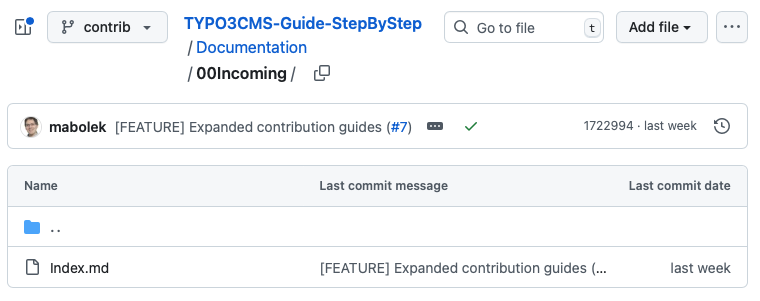 contrib
TYPO3CMS-Guide-StepByStep
/ Documentation
/ 00Incoming /
Go to file
t
Add file
mabolek [FEATURE] Expanded contribution guides (#7)
1722994 · last week
Name Last commit message Last commit date
..
Index.md [FEATURE] Expanded contribution guides (... last week